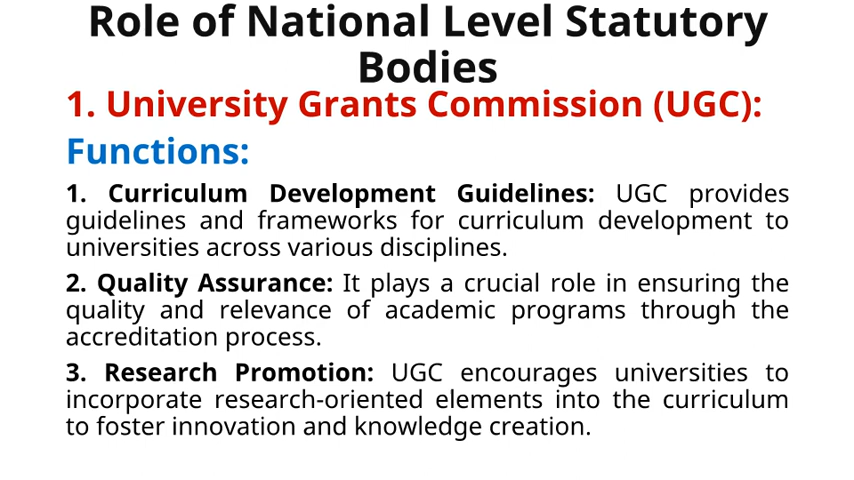 Role of National Level Statutory
Bodies
1. University Grants Commission (UGC):
Functions:
1. Curriculum Development Guidelines: UGC provides
guidelines and frameworks for curriculum development to
universities across various disciplines.
2. Quality Assurance: It plays a crucial role in ensuring the
quality and relevance of academic programs through the
accreditation process.
3. Research Promotion: UGC encourages universities to
incorporate research-oriented elements into the curriculum
to foster innovation and knowledge creation.